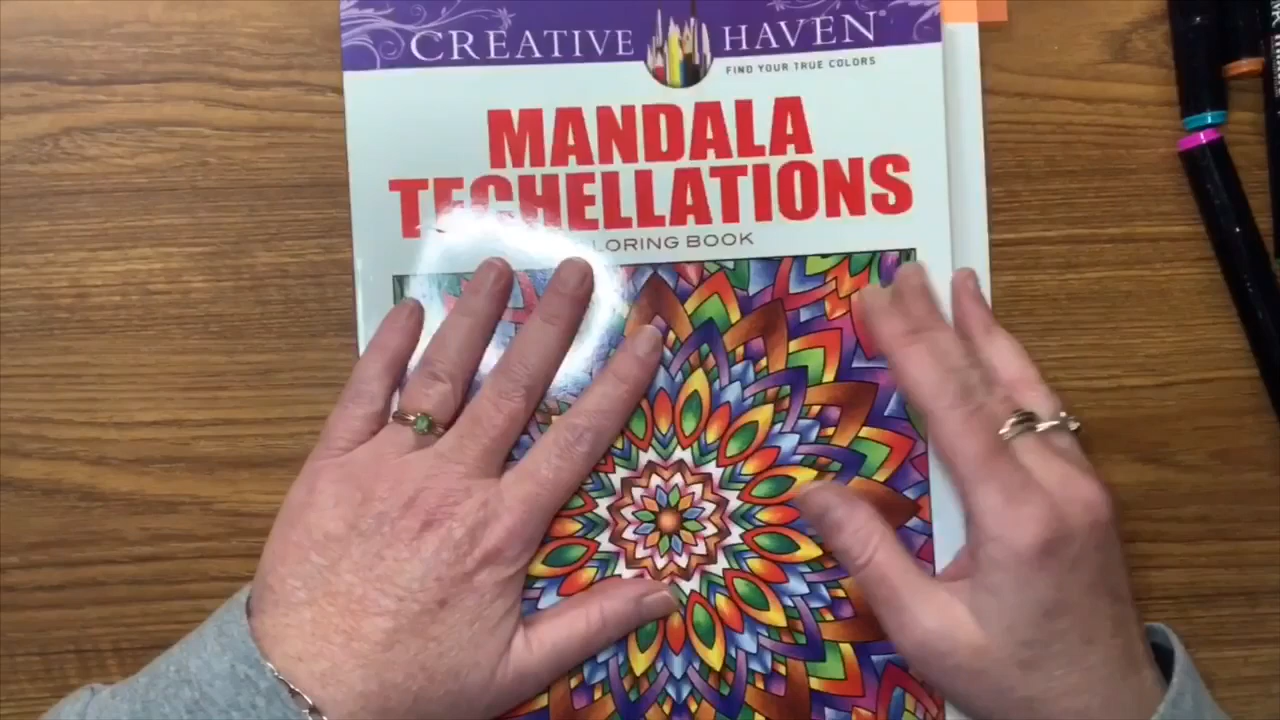 CREATIVE HAVEN®
FIND YOUR TRUE COLORS
MANDALA
TECHELLATIONS
LORING BOOK